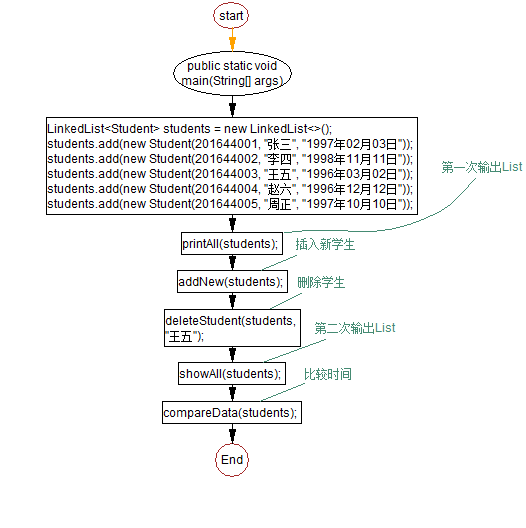 start
public static void
main(String[] args)
LinkedList<Student> students = new LinkedList<>();
students.add(new Student(201644001, "张三", "1997年02月03日"));
students.add(new Student(201644002, "李四", "1998年11月11日"));
students.add(new Student(201644003, "王五", "1996年03月02日"));
students.add(new Student(201644004, "赵六", "1996年12月12日"));
students.add(new Student(201644005, "周正", "1997年10月10日"));
第一次输出List
printAll(students);
插入新学生
addNew(students);
删除学生
deleteStudent(students,
"王五");
第二次输出List
showAll(students);
比较时间
compareData(students);
End